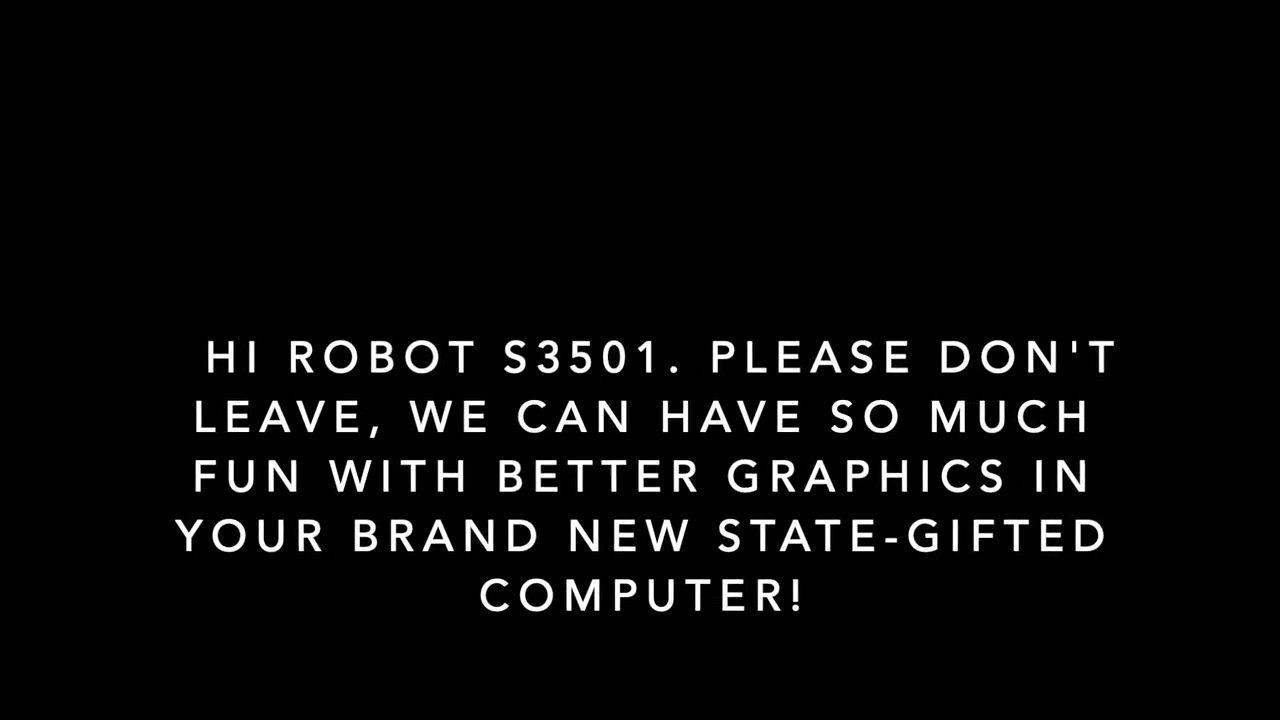 HI ROBOT S3501. PLEASE DON'T
LEAVE, WE CAN HAVE SO MUCH
FUN WITH BETTER GRAPHICS IN
YOUR BRAND NEW STATE-GIFTED
COMPUTER!